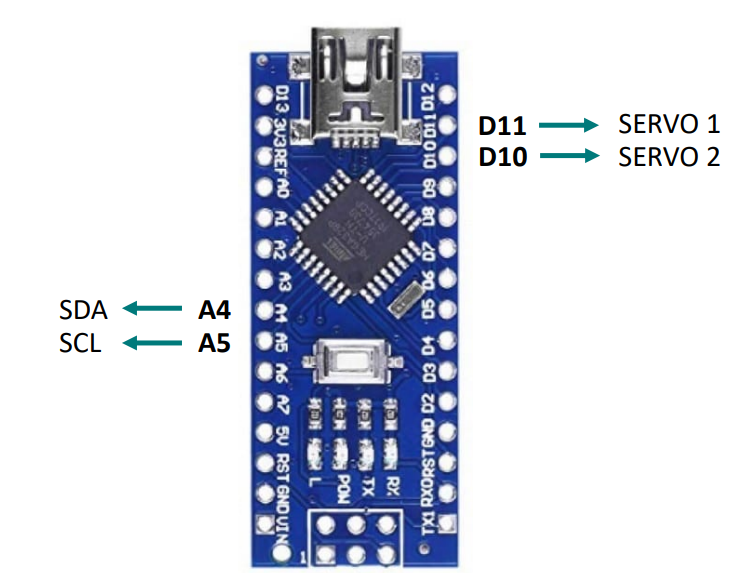 D11 SERVO 1
D10 SERVO 2
SDA A4
SCL A5
D13
3V3
REF
A0
A1
A2
A3
A4
A5
A6
A7
5V
RST
GND
VIN
D12
D11
D10
D9
D8
D7
D6
D5
D4
D3
D2
GND
RST
RX0
TX1
L
POW
TX
RX
1